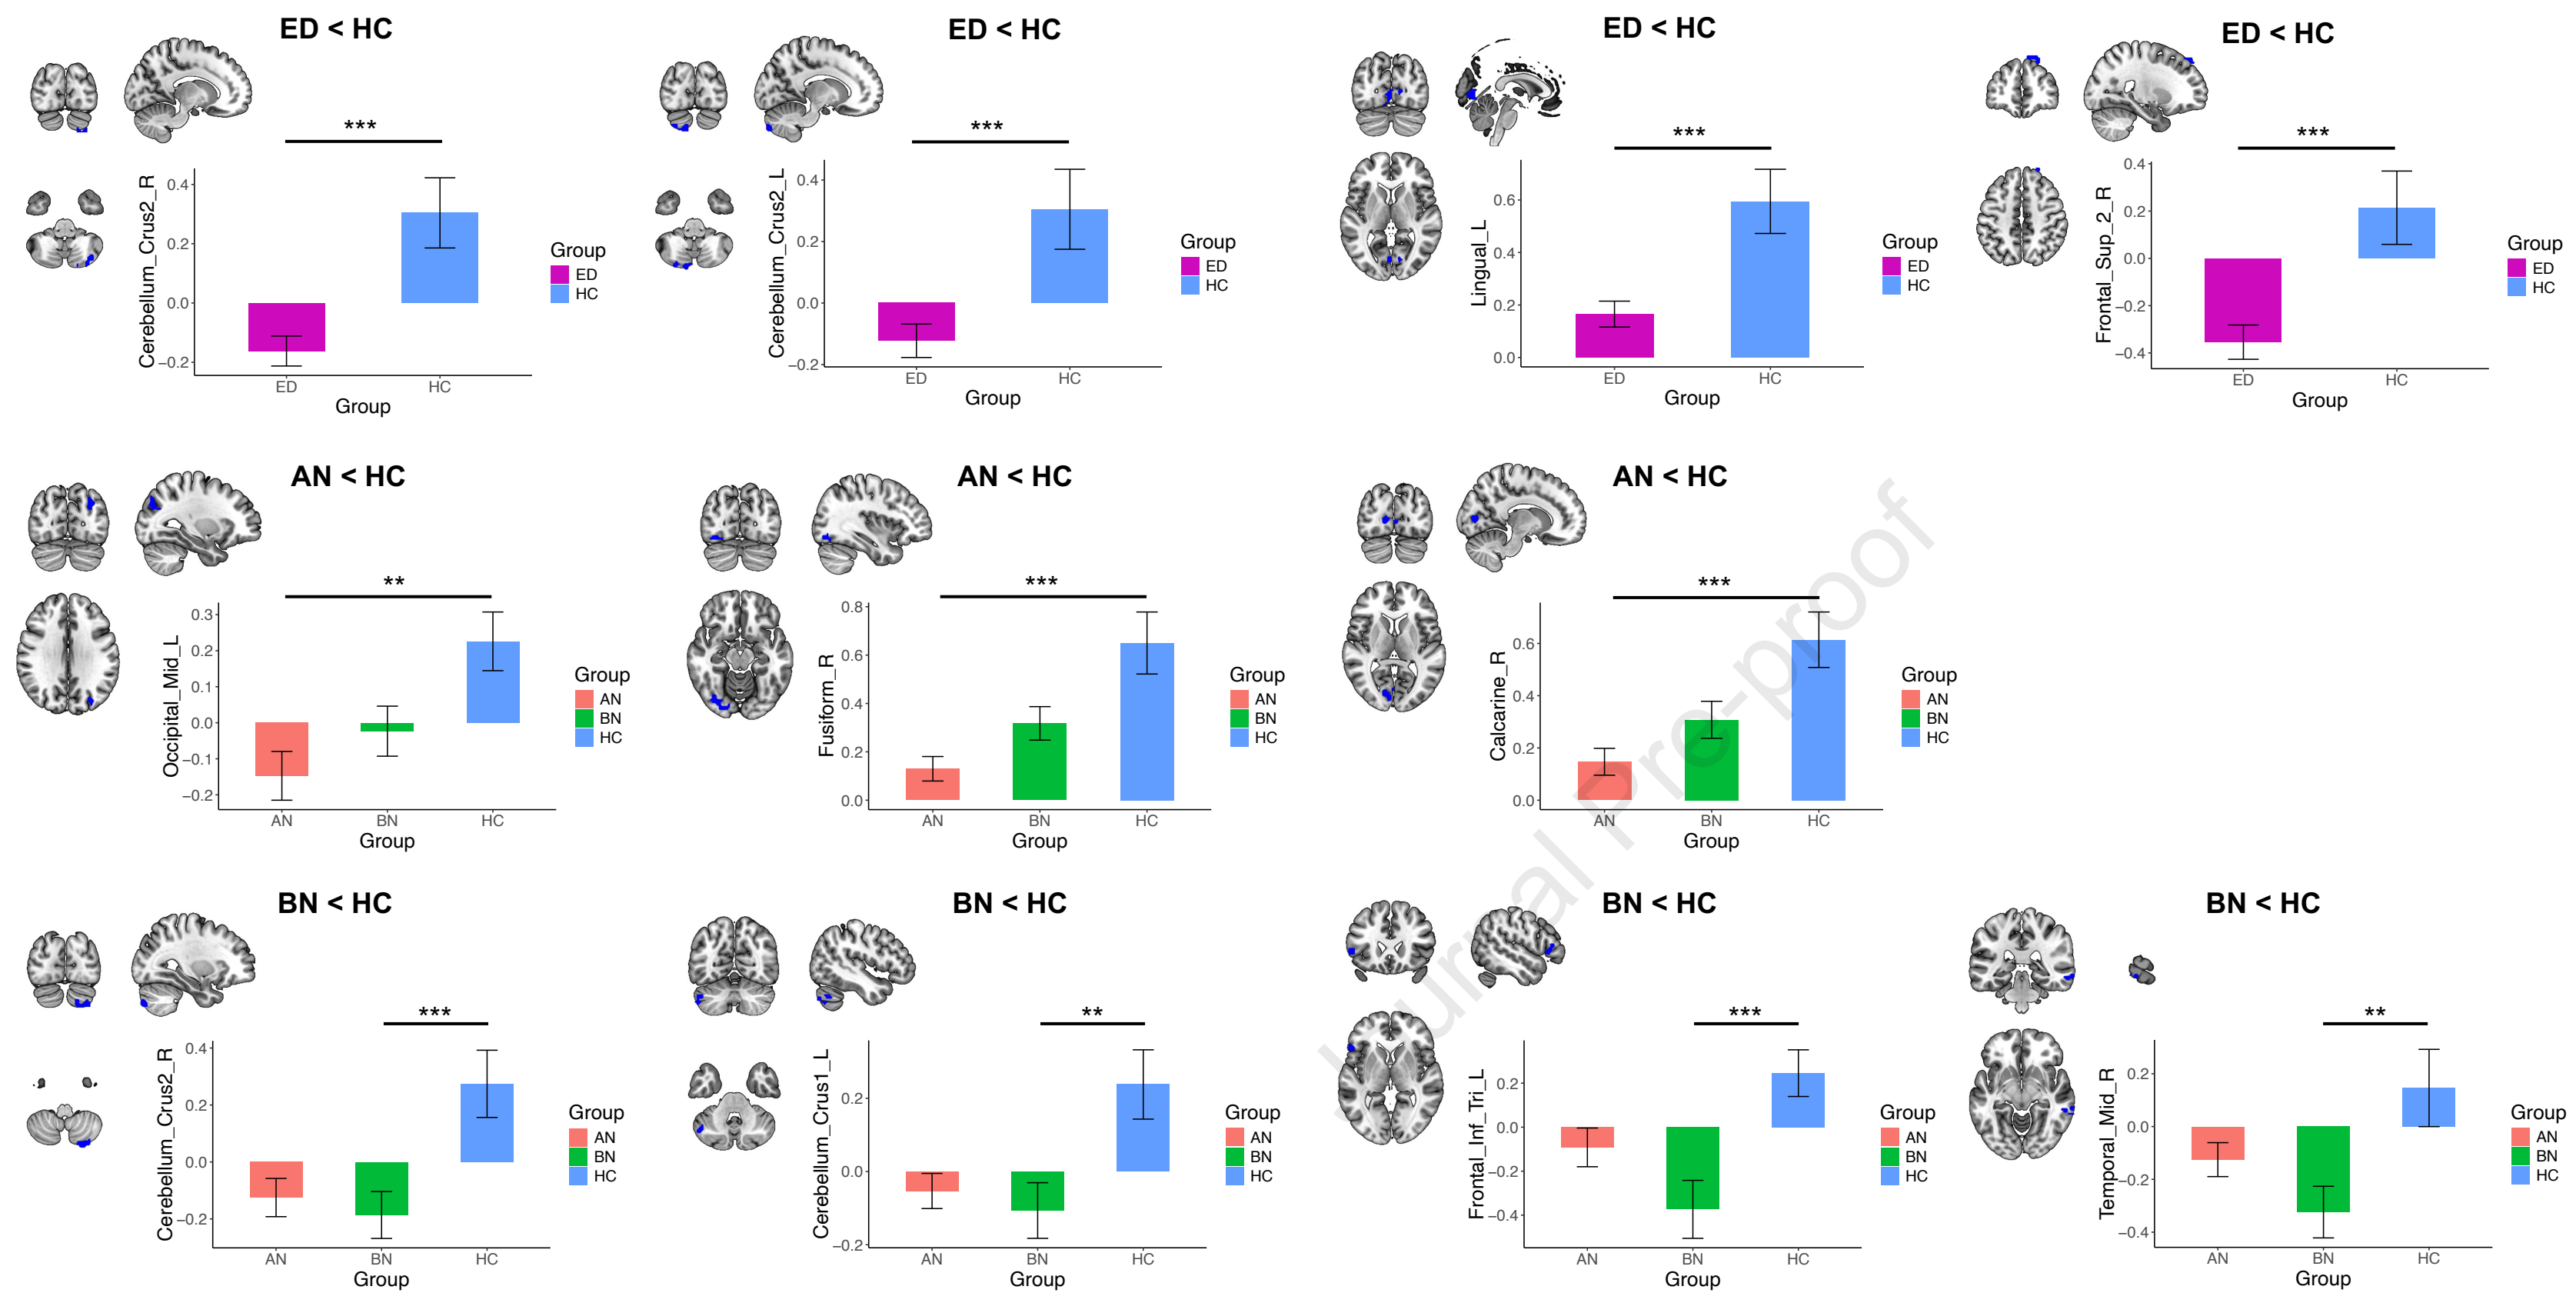 ED < HC
***
Cerebellum_Crus2_R
0.4
0.2
0.0
−0.2
ED
HC
Group
Group
ED
HC
ED < HC
***
Cerebellum_Crus2_L
0.4
0.2
0.0
−0.2
ED
HC
Group
Group
ED
HC
ED < HC
***
Lingual_L
0.6
0.4
0.2
0.0
ED
HC
Group
Group
ED
HC
ED < HC
***
Frontal_Sup_2_R
0.4
0.2
0.0
−0.2
−0.4
ED
HC
Group
Group
ED
HC
AN < HC
**
Occipital_Mid_L
0.3
0.2
0.1
0.0
−0.1
−0.2
AN
BN
HC
Group
Group
AN
BN
HC
AN < HC
***
Fusiform_R
0.8
0.6
0.4
0.2
0.0
AN
BN
HC
Group
Group
AN
BN
HC
AN < HC
***
Calcarine_R
0.6
0.4
0.2
0.0
AN
BN
HC
Group
Group
AN
BN
HC
BN < HC
***
Cerebellum_Crus2_R
0.4
0.2
0.0
−0.2
AN
BN
HC
Group
Group
AN
BN
HC
BN < HC
**
Cerebellum_Crus1_L
0.2
0.0
−0.2
AN
BN
HC
Group
Group
AN
BN
HC
BN < HC
***
Frontal_Inf_Tri_L
0.2
0.0
−0.2
−0.4
AN
BN
HC
Group
Group
AN
BN
HC
BN < HC
**
Temporal_Mid_R
0.2
0.0
−0.2
−0.4
AN
BN
HC
Group
Group
AN
BN
HC
Journal Pre-proof